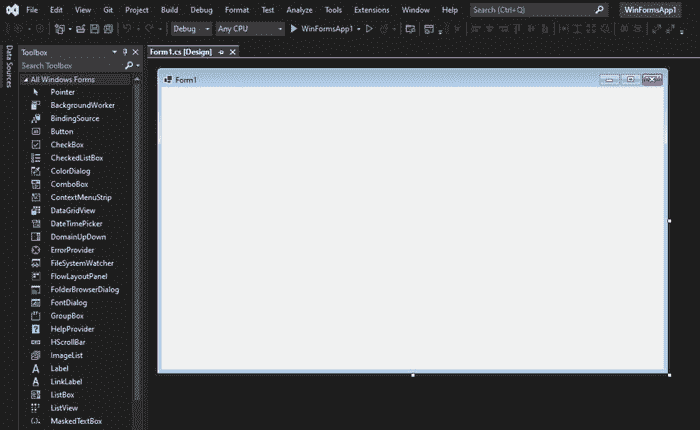 File Edit View Git Project Build Debug Format Test Analyze Tools Extensions Window Help Search (Ctrl+Q) WinFormsApp1
Debug Any CPU WinFormsApp1
Data Sources
Toolbox
Form1.cs [Design]
Search Toolbox
All Windows Forms
Form1
Pointer
BackgroundWorker
BindingSource
Button
CheckBox
CheckedListBox
ColorDialog
ComboBox
ContextMenuStrip
DataGridView
DateTimePicker
DomainUpDown
ErrorProvider
FileSystemWatcher
FlowLayoutPanel
FolderBrowserDialog
FontDialog
GroupBox
HelpProvider
HScrollBar
ImageList
Label
LinkLabel
ListBox
ListView
MaskedTextBox